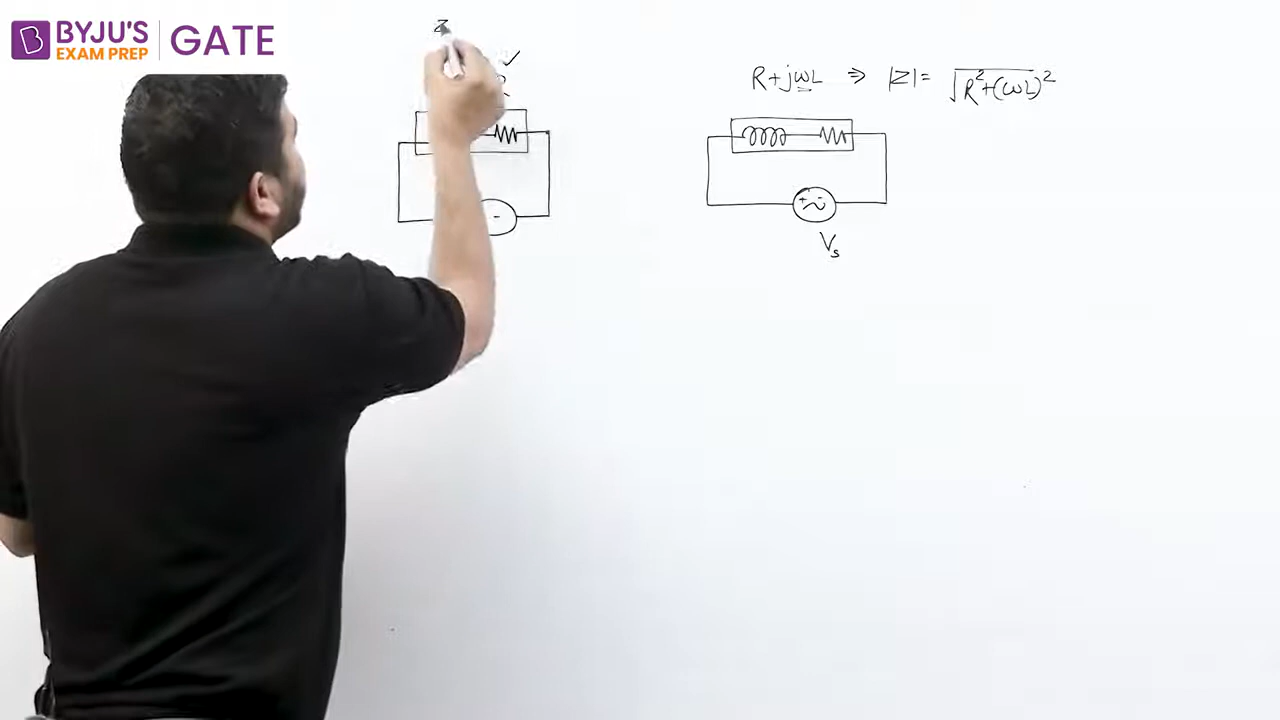 BYJU'S
EXAM PREP
GATE
Z
R + jωL ⇒ |Z| = √R²+(ωL)²
Vs